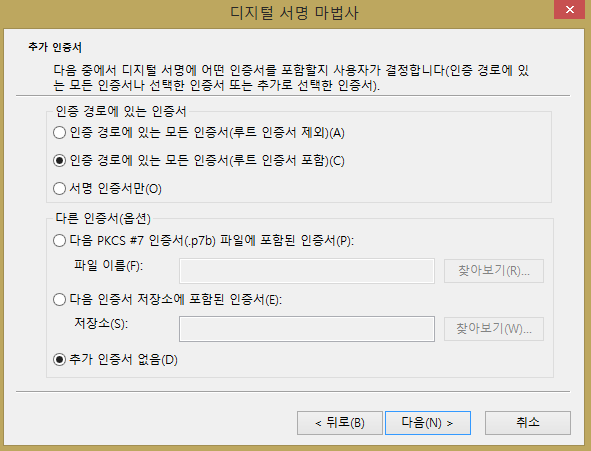 디지털 서명 마법사
추가 인증서
다음 중에서 디지털 서명에 어떤 인증서를 포함할지 사용자가 결정합니다(인증 경로에 있
는 모든 인증서나 선택한 인증서 또는 추가로 선택한 인증서).
인증 경로에 있는 인증서
인증 경로에 있는 모든 인증서(루트 인증서 제외)(A)
인증 경로에 있는 모든 인증서(루트 인증서 포함)(C)
서명 인증서만(O)
다른 인증서(옵션)
다음 PKCS #7 인증서(.p7b) 파일에 포함된 인증서(P):
파일 이름(F):
찾아보기(R)...
다음 인증서 저장소에 포함된 인증서(E):
저장소(S):
찾아보기(W)...
추가 인증서 없음(D)
< 뒤로(B)
다음(N) >
취소